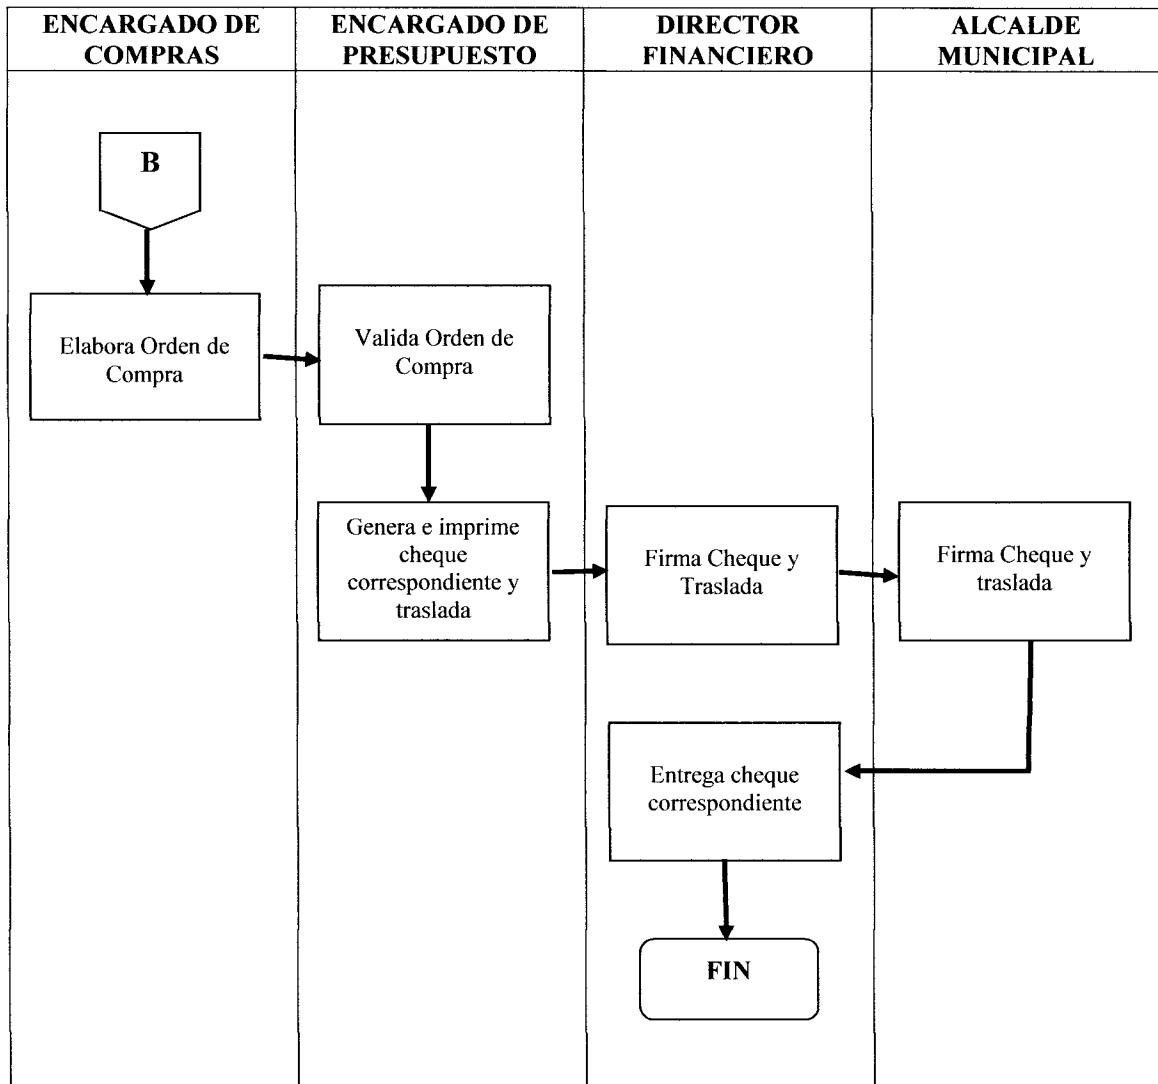 ENCARGADO DE
COMPRAS
ENCARGADO DE
PRESUPUESTO
DIRECTOR
FINANCIERO
ALCALDE
MUNICIPAL
B
Elabora Orden de
Compra
Valida Orden de
Compra
Genera e imprime
cheque
correspondiente y
traslada
Firma Cheque y
Traslada
Firma Cheque y
traslada
Entrega cheque
correspondiente
FIN